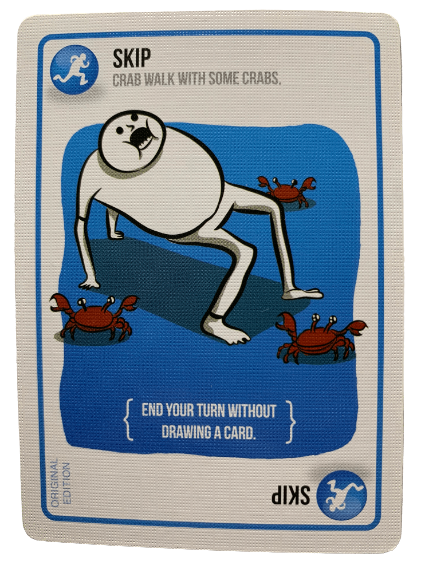 SKIP
CRAB WALK WITH SOME CRABS.
END YOUR TURN WITHOUT
DRAWING A CARD.
ORIGINAL
EDITION
SKIP